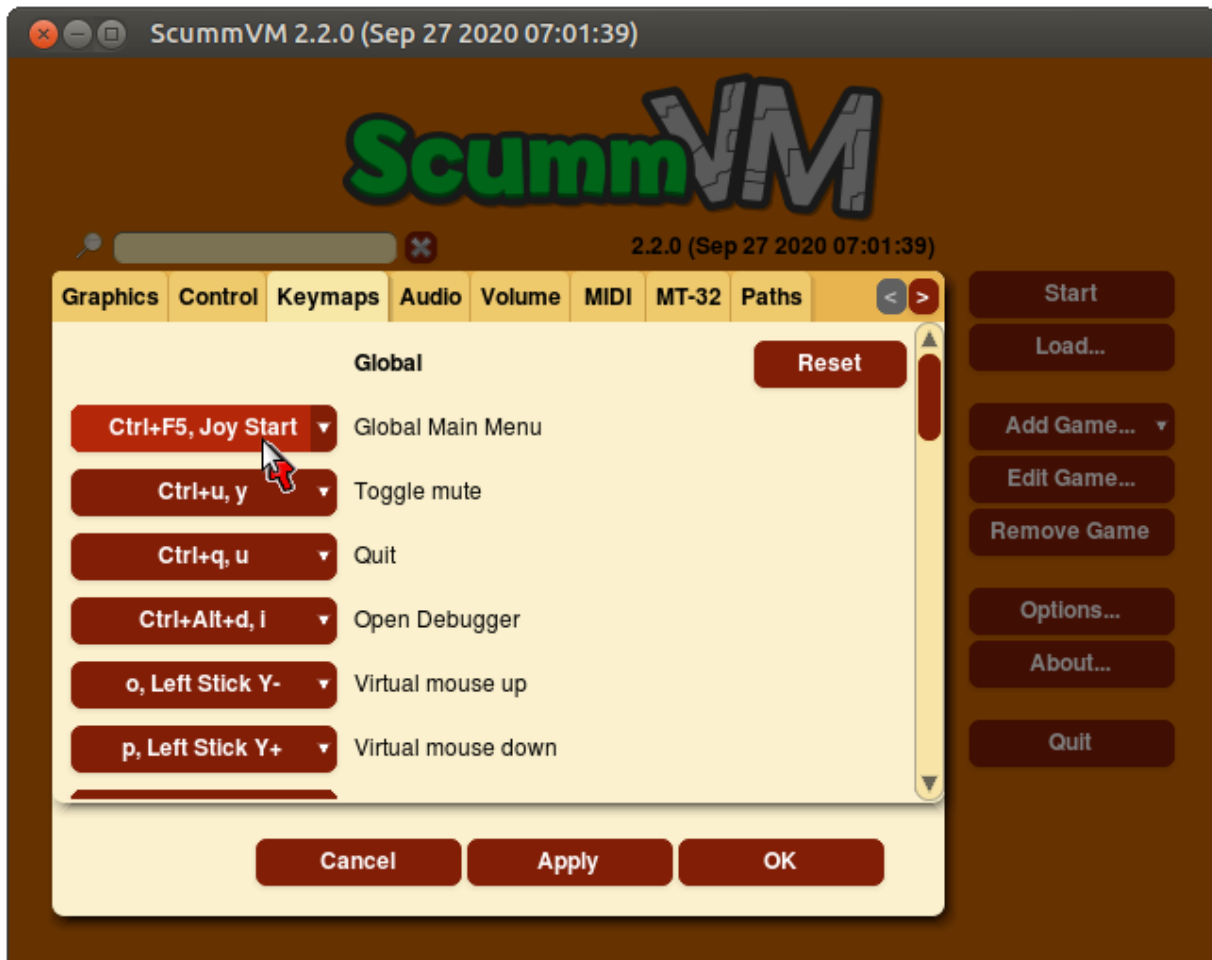 ScummVM 2.2.0 (Sep 27 2020 07:01:39)
ScummVM
2.2.0 (Sep 27 2020 07:01:39)
Graphics Control Keymaps Audio Volume MIDI MT-32 Paths < >
Global Reset
Ctrl+F5, Joy Start Global Main Menu
Ctrl+u, y Toggle mute
Ctrl+q, u Quit
Ctrl+Alt+d, i Open Debugger
o, Left Stick Y- Virtual mouse up
p, Left Stick Y+ Virtual mouse down
Cancel Apply OK
Start
Load...
Add Game...
Edit Game...
Remove Game
Options...
About...
Quit